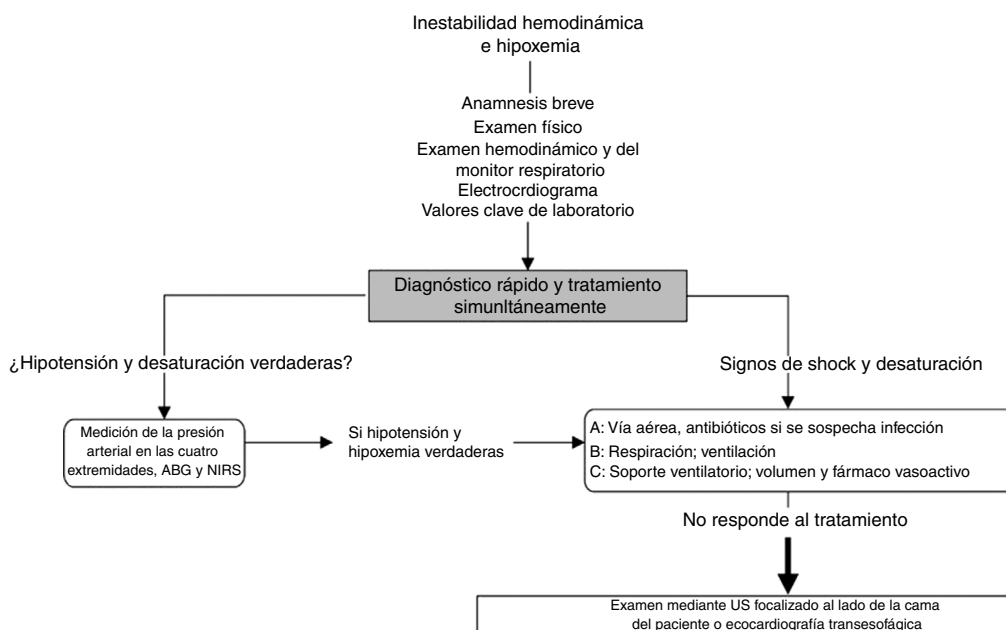 Inestabilidad hemodinámica
e hipoxemia
Anamnesis breve
Examen físico
Examen hemodinámico y del
monitor respiratorio
Electrocrdiograma
Valores clave de laboratorio
Diagnóstico rápido y tratamiento
simunltáneamente
¿Hipotensión y desaturación verdaderas?
Signos de shock y desaturación
Medición de la presión
arterial en las cuatro
extremidades, ABG y NIRS
Si hipotensión y
hipoxemia verdaderas
A: Vía aérea, antibióticos si se sospecha infección
B: Respiración; ventilación
C: Soporte ventilatorio; volumen y fármaco vasoactivo
No responde al tratamiento
Examen mediante US focalizado al lado de la cama
del paciente o ecocardiografía transesofágica